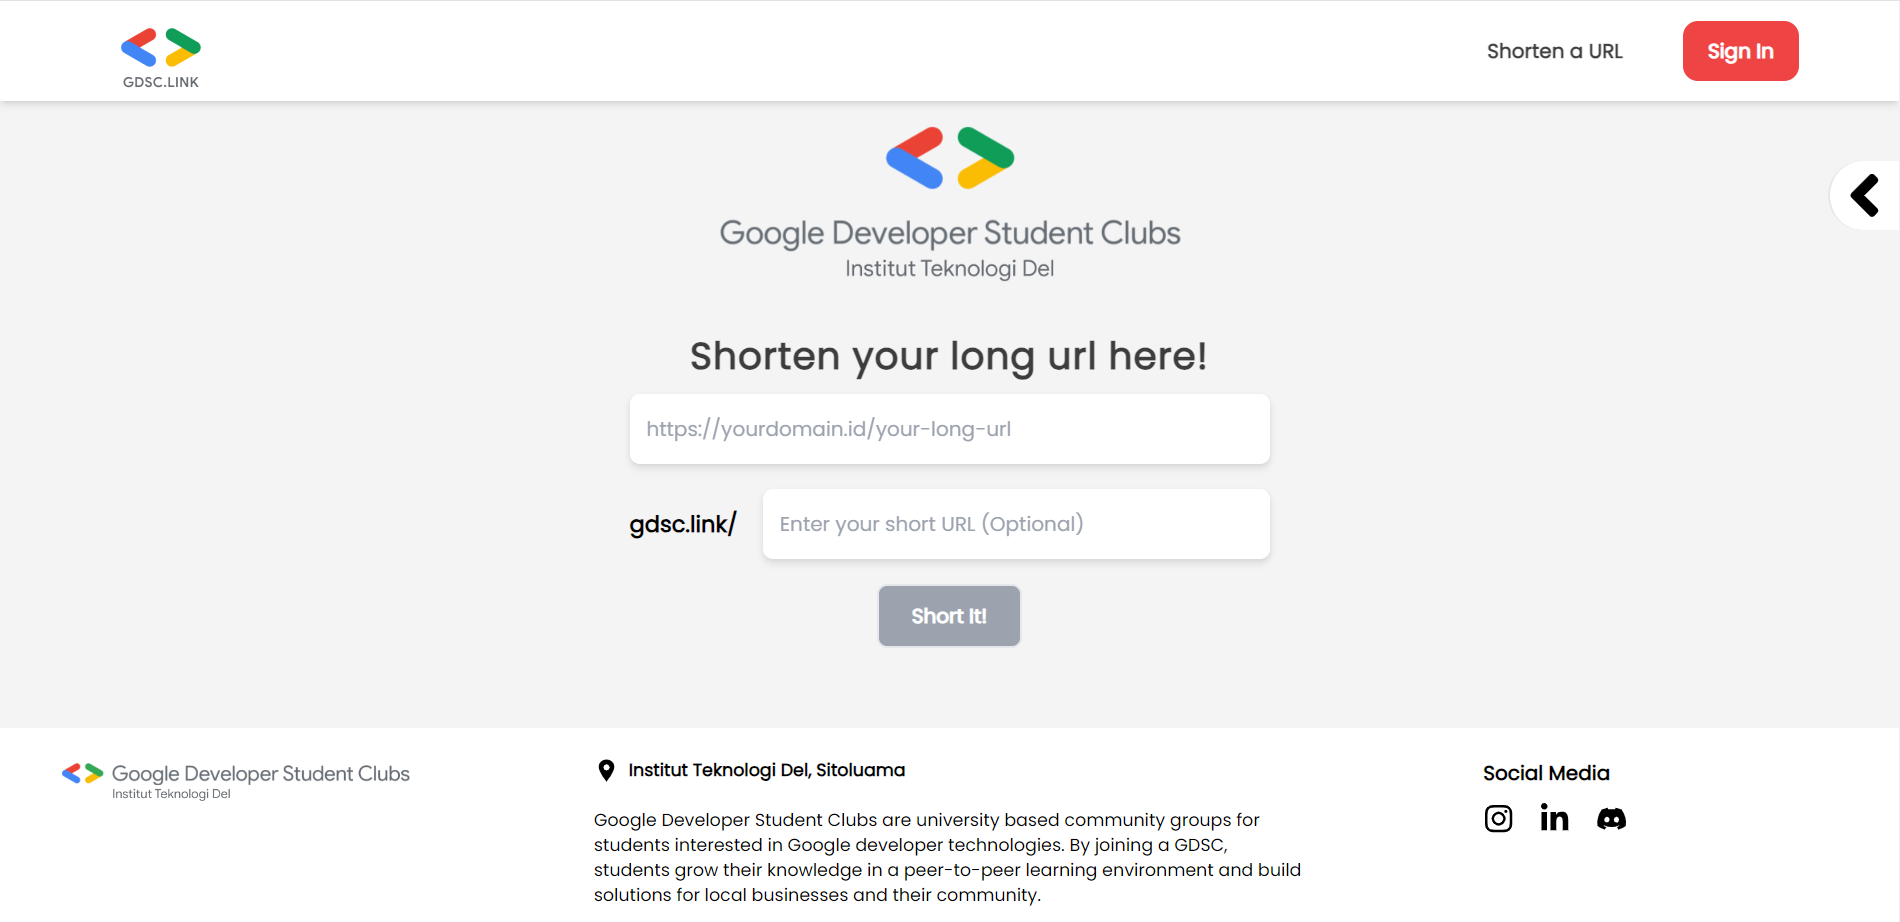 GDSC.LINK
Shorten a URL
Sign In
Google Developer Student Clubs
Institut Teknologi Del
Shorten your long url here!
https://yourdomain.id/your-long-url
gdsc.link/
Enter your short URL (Optional)
Short It!
Google Developer Student Clubs
Institut Teknologi Del
Institut Teknologi Del, Sitoluama
Google Developer Student Clubs are university based community groups for
students interested in Google developer technologies. By joining a GDSC,
students grow their knowledge in a peer-to-peer learning environment and build
solutions for local businesses and their community.
Social Media